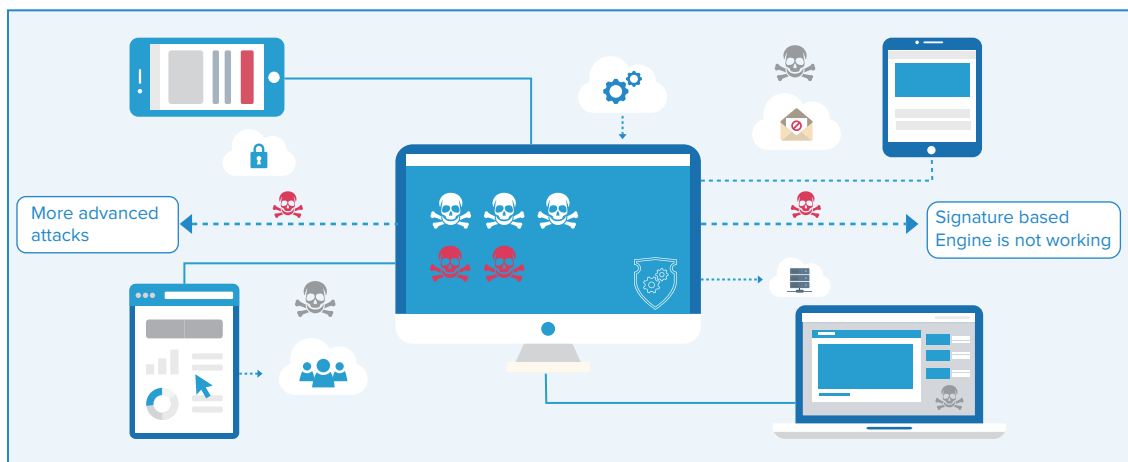 More advanced
attacks
Signature based
Engine is not working